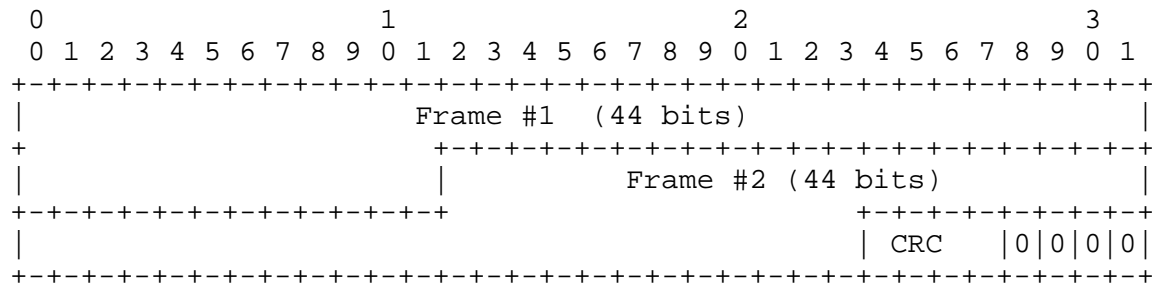 0                   1                   2                   3
 0 1 2 3 4 5 6 7 8 9 0 1 2 3 4 5 6 7 8 9 0 1 2 3 4 5 6 7 8 9 0 1
+-+-+-+-+-+-+-+-+-+-+-+-+-+-+-+-+-+-+-+-+-+-+-+-+-+-+-+-+-+-+-+-+
|                      Frame #1  (44 bits)                      |
+                       +-+-+-+-+-+-+-+-+-+-+-+-+-+-+-+-+-+-+-+-+
|                       |          Frame #2 (44 bits)           |
+-+-+-+-+-+-+-+-+-+-+-+-+                       +-+-+-+-+-+-+-+-+
|                                               | CRC   |0|0|0|0|
+-+-+-+-+-+-+-+-+-+-+-+-+-+-+-+-+-+-+-+-+-+-+-+-+-+-+-+-+-+-+-+-+